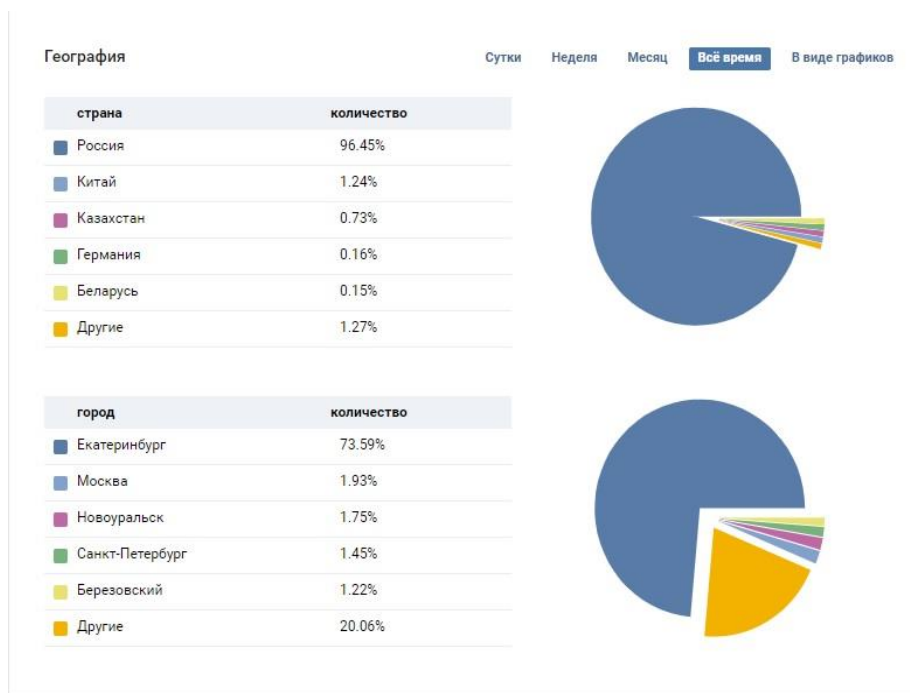 География Сутки Неделя Месяц Всё время В виде графиков
страна количество
Россия 96.45%
Китай 1.24%
Казахстан 0.73%
Германия 0.16%
Беларусь 0.15%
Другие 1.27%
город количество
Екатеринбург 73.59%
Москва 1.93%
Новоуральск 1.75%
Санкт-Петербург 1.45%
Березовский 1.22%
Другие 20.06%